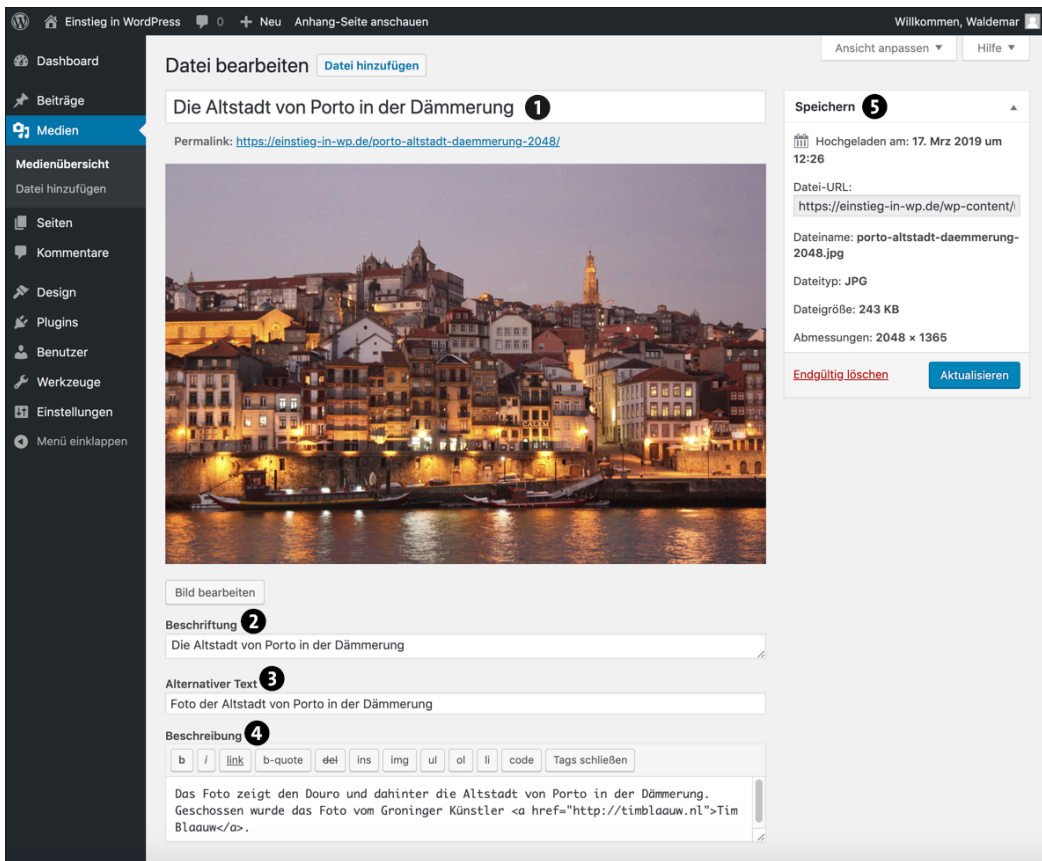 Einstieg in WordPress 0 + Neu Anhang-Seite anschauen Willkommen, Waldemar
Ansicht anpassen ▼ Hilfe ▼
Dashboard
Beiträge
Medien
Medienübersicht
Datei hinzufügen
Seiten
Kommentare
Design
Plugins
Benutzer
Werkzeuge
Einstellungen
Menü einklappen
Datei bearbeiten Datei hinzufügen
Die Altstadt von Porto in der Dämmerung 1
Permalink: https://einstieg-in-wp.de/porto-altstadt-daemmerung-2048/
CALEM
Bild bearbeiten
Beschriftung 2
Die Altstadt von Porto in der Dämmerung
Alternativer Text 3
Foto der Altstadt von Porto in der Dämmerung
Beschreibung 4
b i link b-quote del ins img ul ol li code Tags schließen
Das Foto zeigt den Douro und dahinter die Altstadt von Porto in der Dämmerung.
Geschossen wurde das Foto vom Groninger Künstler <a href="http://timblaauw.nl">Tim
Blaauw</a>.
Speichern 5 ▲
Hochgeladen am: 17. Mrz 2019 um
12:26
Datei-URL:
https://einstieg-in-wp.de/wp-content/
Dateiname: porto-altstadt-daemmerung-
2048.jpg
Dateityp: JPG
Dateigröße: 243 KB
Abmessungen: 2048 × 1365
Endgültig löschen Aktualisieren